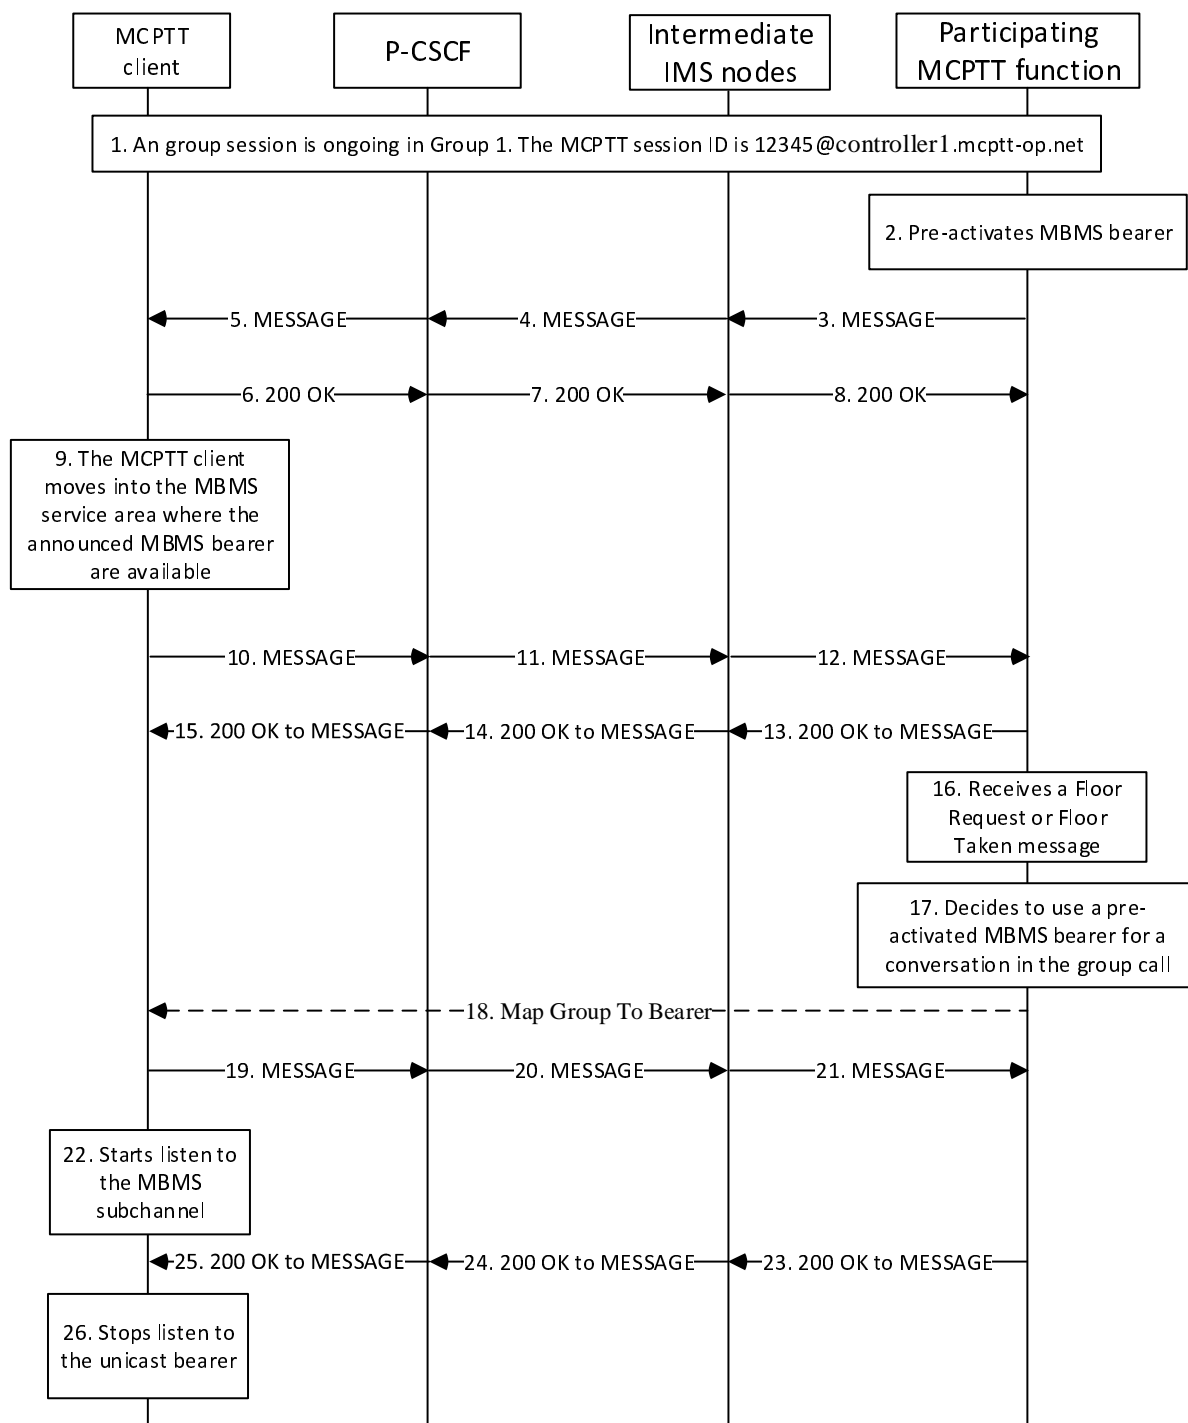 MCPTT
client
P-CSCF
Intermediate
IMS nodes
Participating
MCPTT function
1. An group session is ongoing in Group 1. The MCPTT session ID is 12345@controller1.mcptt-op.net
2. Pre-activates MBMS bearer
5. MESSAGE
4. MESSAGE
3. MESSAGE
6. 200 OK
7. 200 OK
8. 200 OK
9. The MCPTT client
moves into the MBMS
service area where the
announced MBMS bearer
are available
10. MESSAGE
11. MESSAGE
12. MESSAGE
15. 200 OK to MESSAGE
14. 200 OK to MESSAGE
13. 200 OK to MESSAGE
16. Receives a Floor
Request or Floor
Taken message
17. Decides to use a pre-
activated MBMS bearer for a
conversation in the group call
18. Map Group To Bearer
19. MESSAGE
20. MESSAGE
21. MESSAGE
22. Starts listen to
the MBMS
subchannel
25. 200 OK to MESSAGE
24. 200 OK to MESSAGE
23. 200 OK to MESSAGE
26. Stops listen to
the unicast bearer